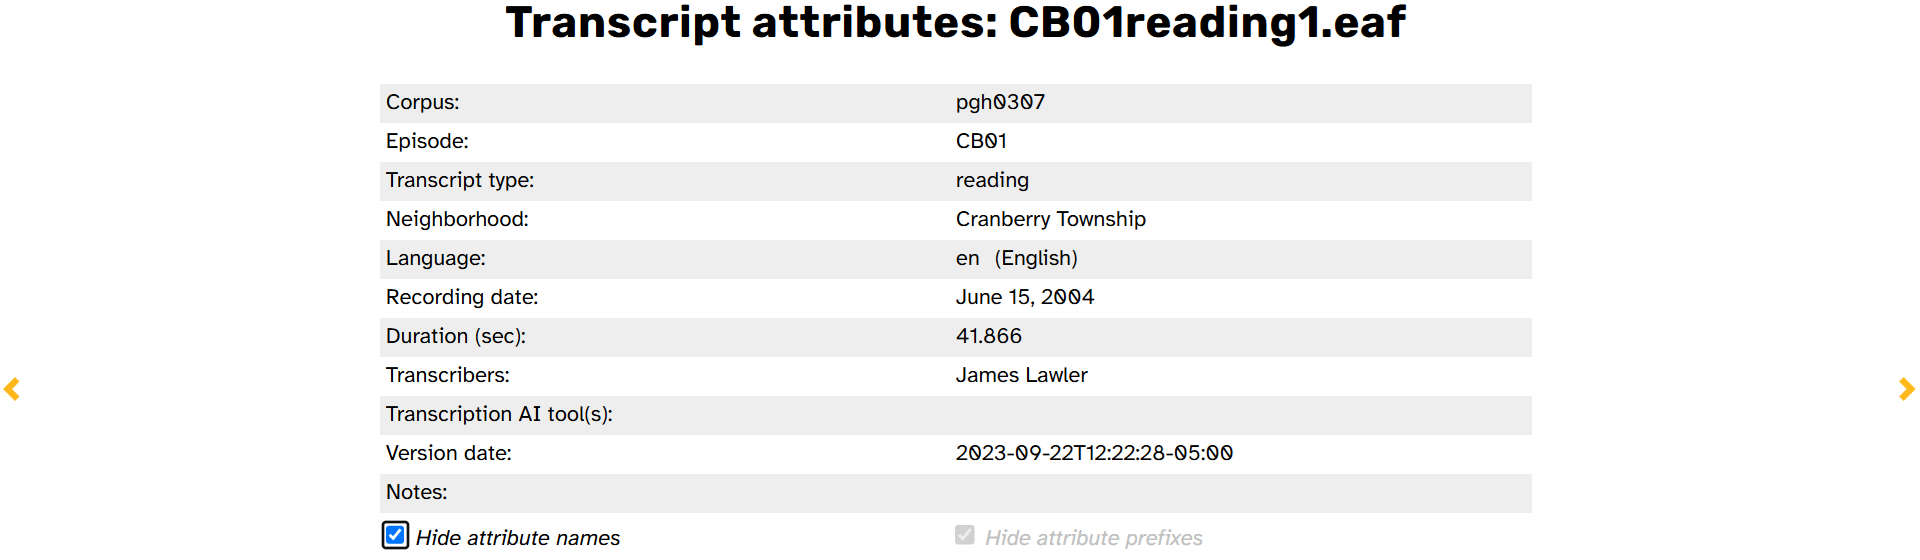 Transcript attributes: CB01reading1.eaf
Corpus: pgh0307
Episode: CB01
Transcript type: reading
Neighborhood: Cranberry Township
Language: en (English)
Recording date: June 15, 2004
Duration (sec): 41.866
Transcribers: James Lawler
Transcription AI tool(s):
Version date: 2023-09-22T12:22:28-05:00
Notes:
Hide attribute names Hide attribute prefixes